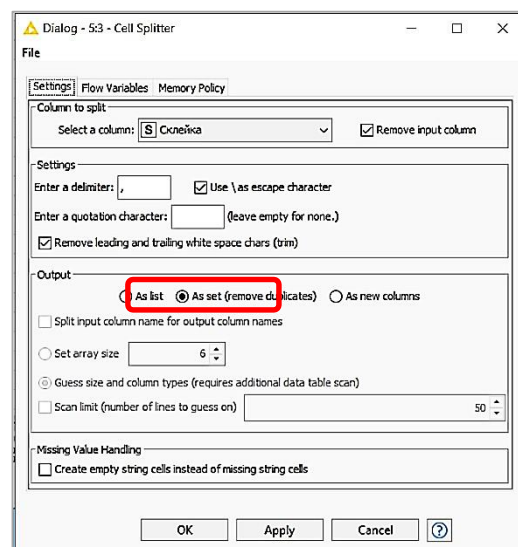 Dialog - 5:3 - Cell Splitter
File
Settings Flow Variables Memory Policy
Column to split
Select a column: S Склейка Remove input column
Settings
Enter a delimiter: , Use \ as escape character
Enter a quotation character: (leave empty for none.)
Remove leading and trailing white space chars (trim)
Output
As list As set (remove duplicates) As new columns
Split input column name for output column names
Set array size 6
Guess size and column types (requires additional data table scan)
Scan limit (number of lines to guess on) 50
Missing Value Handling
Create empty string cells instead of missing string cells
OK Apply Cancel ?